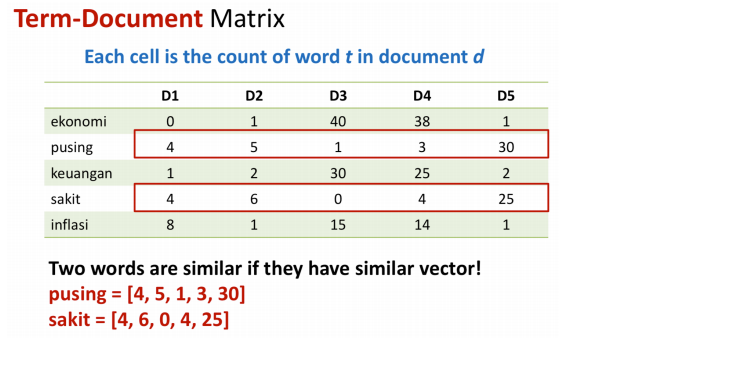 Term-Document Matrix
Each cell is the count of word t in document d
D1 D2 D3 D4 D5
ekonomi 0 1 40 38 1
pusing 4 5 1 3 30
keuangan 1 2 30 25 2
sakit 4 6 0 4 25
inflasi 8 1 15 14 1
Two words are similar if they have similar vector!
pusing = [4, 5, 1, 3, 30]
sakit = [4, 6, 0, 4, 25]